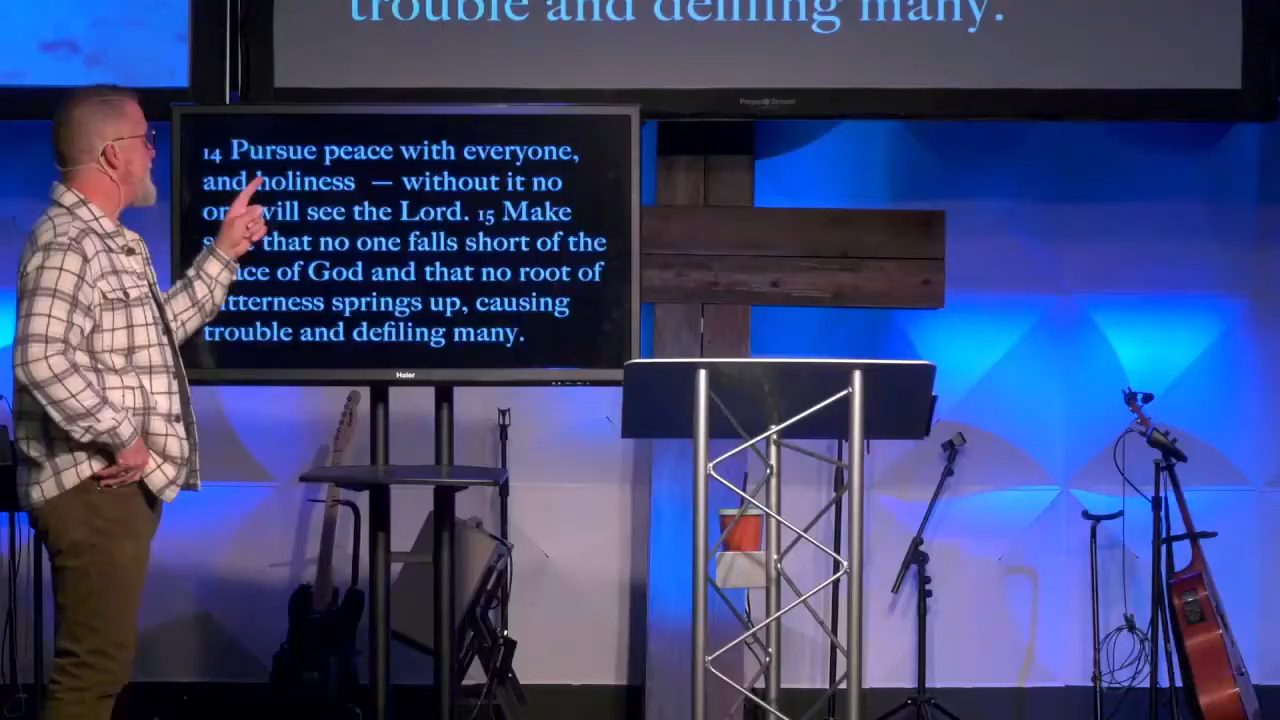 trouble and defiling many.
14 Pursue peace with everyone,
and holiness — without it no
will see the Lord. 15 Make
that no one falls short of the
of God and that no root of
springs up, causing
trouble and defiling many.
Haier